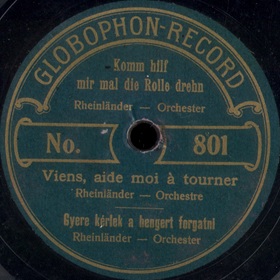 GLOBOPHON-RECORD
Komm hilf
mir mal die Rolle drehn
Rheinländer — Orchester
No. 801
Viens, aide moi à tourner
Rheinländer — Orchestre
Gyere kérlek a hengert forgatni
Rheinländer — Orchester